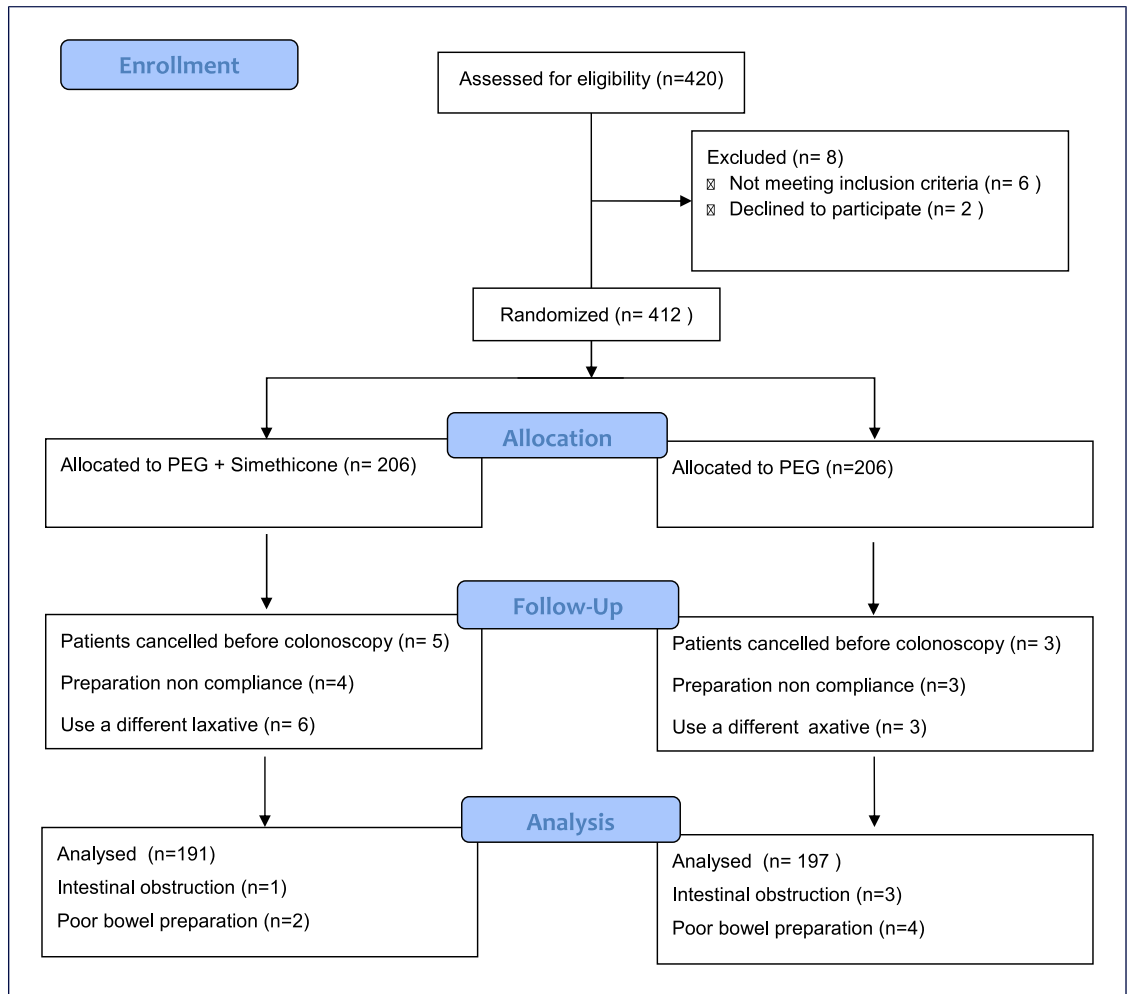 Enrollment
Assessed for eligibility (n=420)
Excluded (n= 8)
Not meeting inclusion criteria (n= 6 )
Declined to participate (n= 2 )
Randomized (n= 412 )
Allocation
Allocated to PEG + Simethicone (n= 206)
Allocated to PEG (n=206)
Follow-Up
Patients cancelled before colonoscopy (n= 5)
Preparation non compliance (n=4)
Use a different laxative (n= 6)
Patients cancelled before colonoscopy (n= 3)
Preparation non compliance (n=3)
Use a different  axative (n= 3)
Analysis
Analysed  (n=191)
Intestinal obstruction (n=1)
Poor bowel preparation (n=2)
Analysed  (n= 197 )
Intestinal obstruction (n=3)
Poor bowel preparation (n=4)